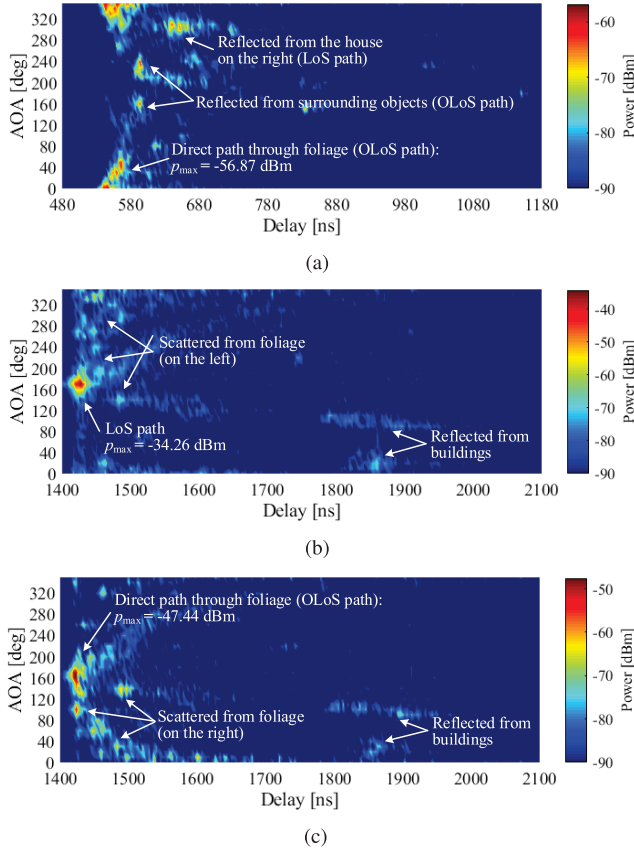 320
280
240
200
160
120
80
40
0
AOA [deg]
Reflected from the house
on the right (LoS path)
Reflected from surrounding objects (OLoS path)
Direct path through foliage (OLoS path):
pmax = -56.87 dBm
480 580 680 780 880 980 1080 1180
Delay [ns]
-60
-70
-80
-90
Power [dBm]
(a)
320
280
240
200
160
120
80
40
0
AOA [deg]
Scattered from foliage
(on the left)
LoS path
pmax = -34.26 dBm
Reflected from
buildings
1400 1500 1600 1700 1800 1900 2000 2100
Delay [ns]
-40
-50
-60
-70
-80
-90
Power [dBm]
(b)
320
280
240
200
160
120
80
40
0
AOA [deg]
Direct path through foliage (OLoS path):
pmax = -47.44 dBm
Scattered from foliage
(on the right)
Reflected from
buildings
1400 1500 1600 1700 1800 1900 2000 2100
Delay [ns]
-50
-60
-70
-80
-90
Power [dBm]
(c)